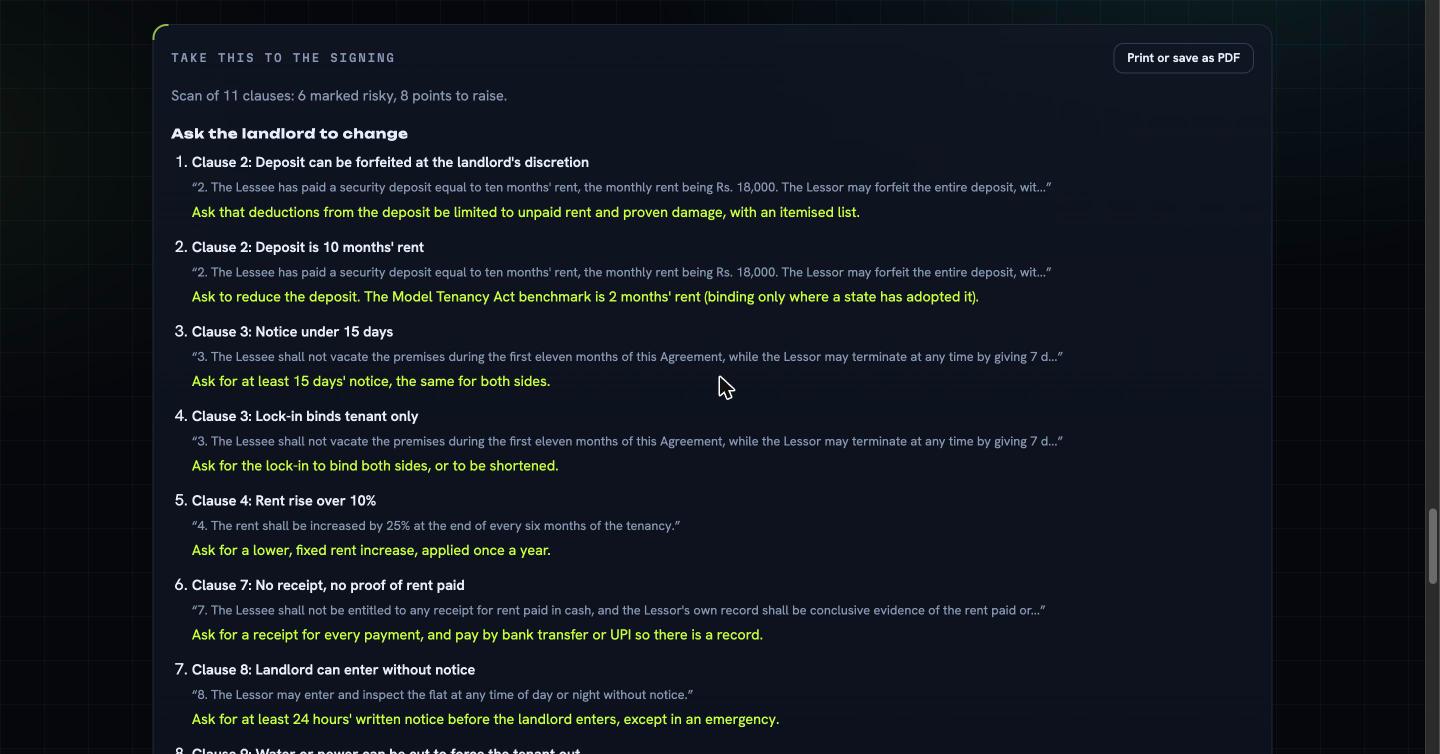 TAKE THIS TO THE SIGNING
Print or save as PDF
Scan of 11 clauses: 6 marked risky, 8 points to raise.
Ask the landlord to change
1. Clause 2: Deposit can be forfeited at the landlord's discretion
“2. The Lessee has paid a security deposit equal to ten months' rent, the monthly rent being Rs. 18,000. The Lessor may forfeit the entire deposit, wit...”
Ask that deductions from the deposit be limited to unpaid rent and proven damage, with an itemised list.
2. Clause 2: Deposit is 10 months' rent
“2. The Lessee has paid a security deposit equal to ten months' rent, the monthly rent being Rs. 18,000. The Lessor may forfeit the entire deposit, wit...”
Ask to reduce the deposit. The Model Tenancy Act benchmark is 2 months' rent (binding only where a state has adopted it).
3. Clause 3: Notice under 15 days
“3. The Lessee shall not vacate the premises during the first eleven months of this Agreement, while the Lessor may terminate at any time by giving 7 d...”
Ask for at least 15 days' notice, the same for both sides.
4. Clause 3: Lock-in binds tenant only
“3. The Lessee shall not vacate the premises during the first eleven months of this Agreement, while the Lessor may terminate at any time by giving 7 d...”
Ask for the lock-in to bind both sides, or to be shortened.
5. Clause 4: Rent rise over 10%
“4. The rent shall be increased by 25% at the end of every six months of the tenancy.”
Ask for a lower, fixed rent increase, applied once a year.
6. Clause 7: No receipt, no proof of rent paid
“7. The Lessee shall not be entitled to any receipt for rent paid in cash, and the Lessor's own record shall be conclusive evidence of the rent paid or...”
Ask for a receipt for every payment, and pay by bank transfer or UPI so there is a record.
7. Clause 8: Landlord can enter without notice
“8. The Lessor may enter and inspect the flat at any time of day or night without notice.”
Ask for at least 24 hours' written notice before the landlord enters, except in an emergency.
8. Clause 9: Water or power can be cut to force the tenant out